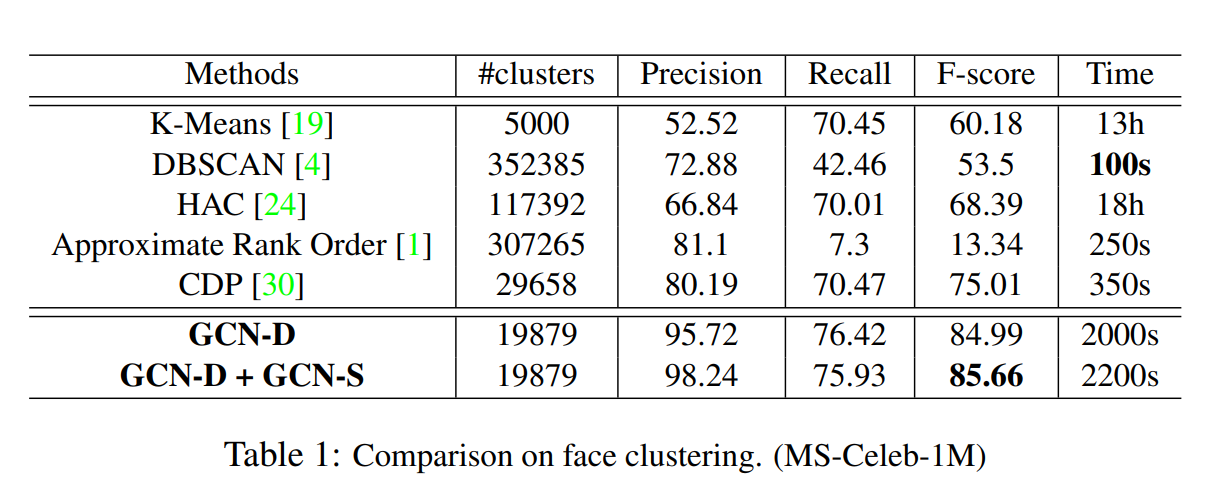 Methods #clusters Precision Recall F-score Time
K-Means [19] 5000 52.52 70.45 60.18 13h
DBSCAN [4] 352385 72.88 42.46 53.5 100s
HAC [24] 117392 66.84 70.01 68.39 18h
Approximate Rank Order [1] 307265 81.1 7.3 13.34 250s
CDP [30] 29658 80.19 70.47 75.01 350s
GCN-D 19879 95.72 76.42 84.99 2000s
GCN-D + GCN-S 19879 98.24 75.93 85.66 2200s
Table 1: Comparison on face clustering. (MS-Celeb-1M)